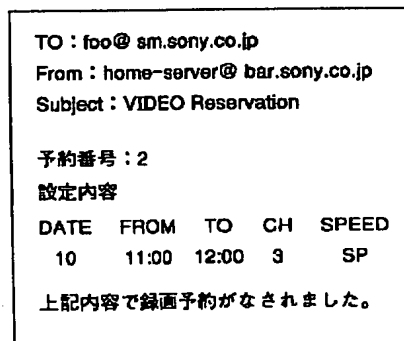 TO：foo@ sm.sony.co.jp
From：home-server@ bar.sony.co.jp
Subject：VIDEO Reservation
予約番号：2
設定内容
DATE FROM TO CH SPEED
10 11:00 12:00 3 SP
上記内容で録画予約がなされました。